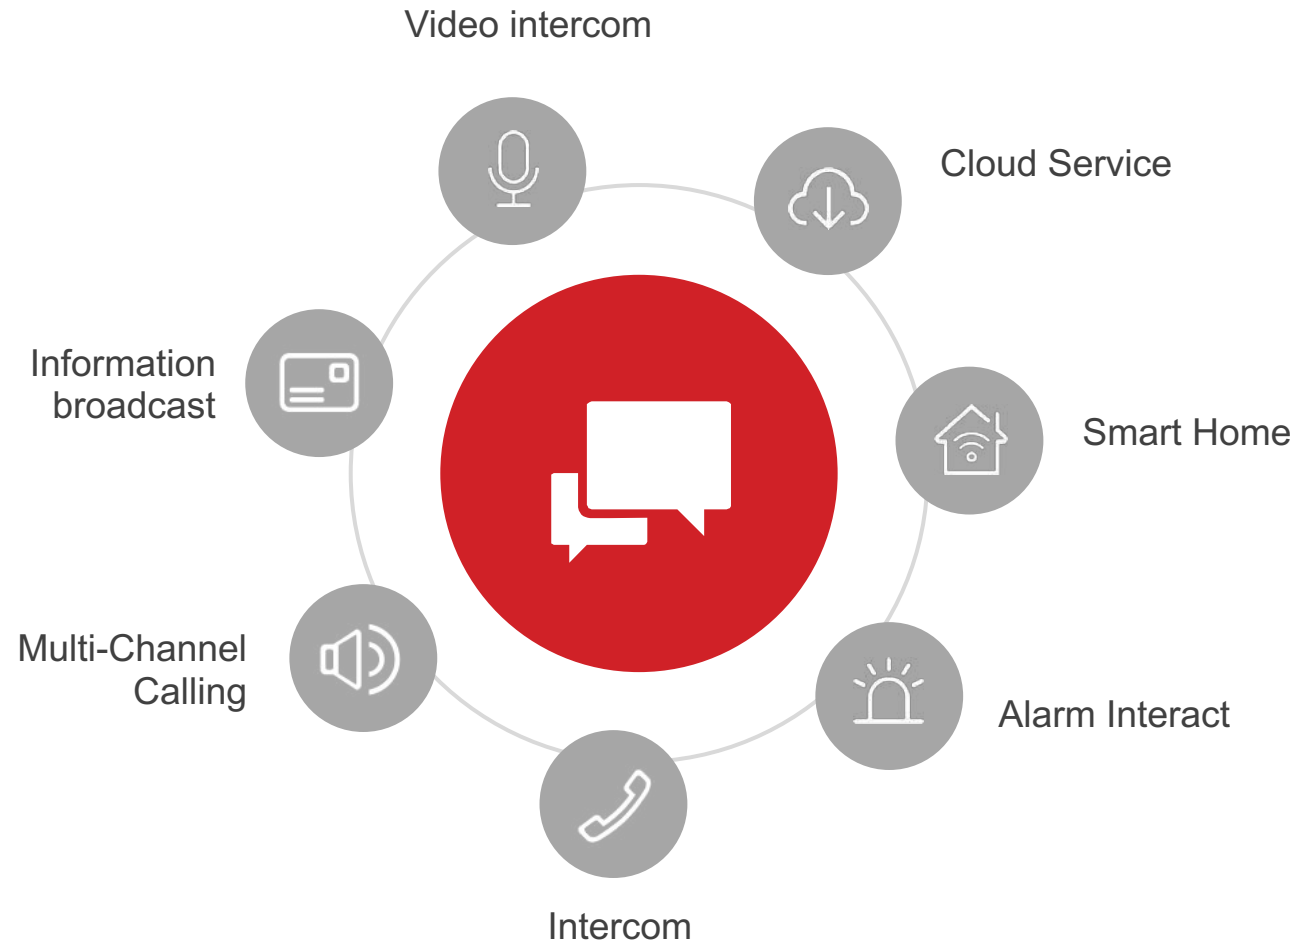 Video intercom
Cloud Service
Information
broadcast
Smart Home
Multi-Channel
Calling
Alarm Interact
Intercom